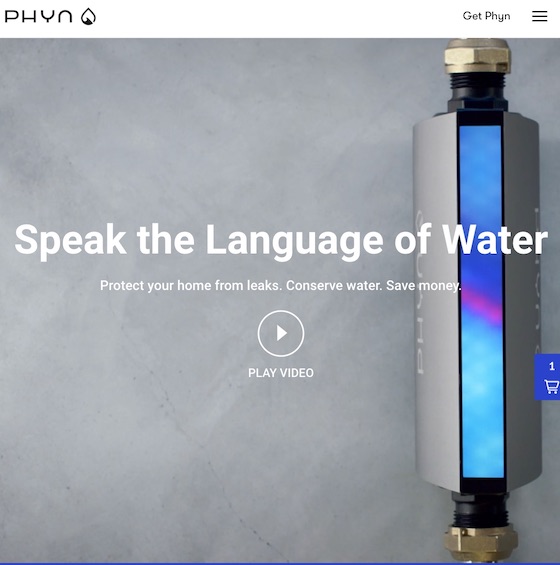 PHYN
Get Phyn
Speak the Language of Water
Protect your home from leaks. Conserve water. Save money.
PLAY VIDEO
PHYN
1